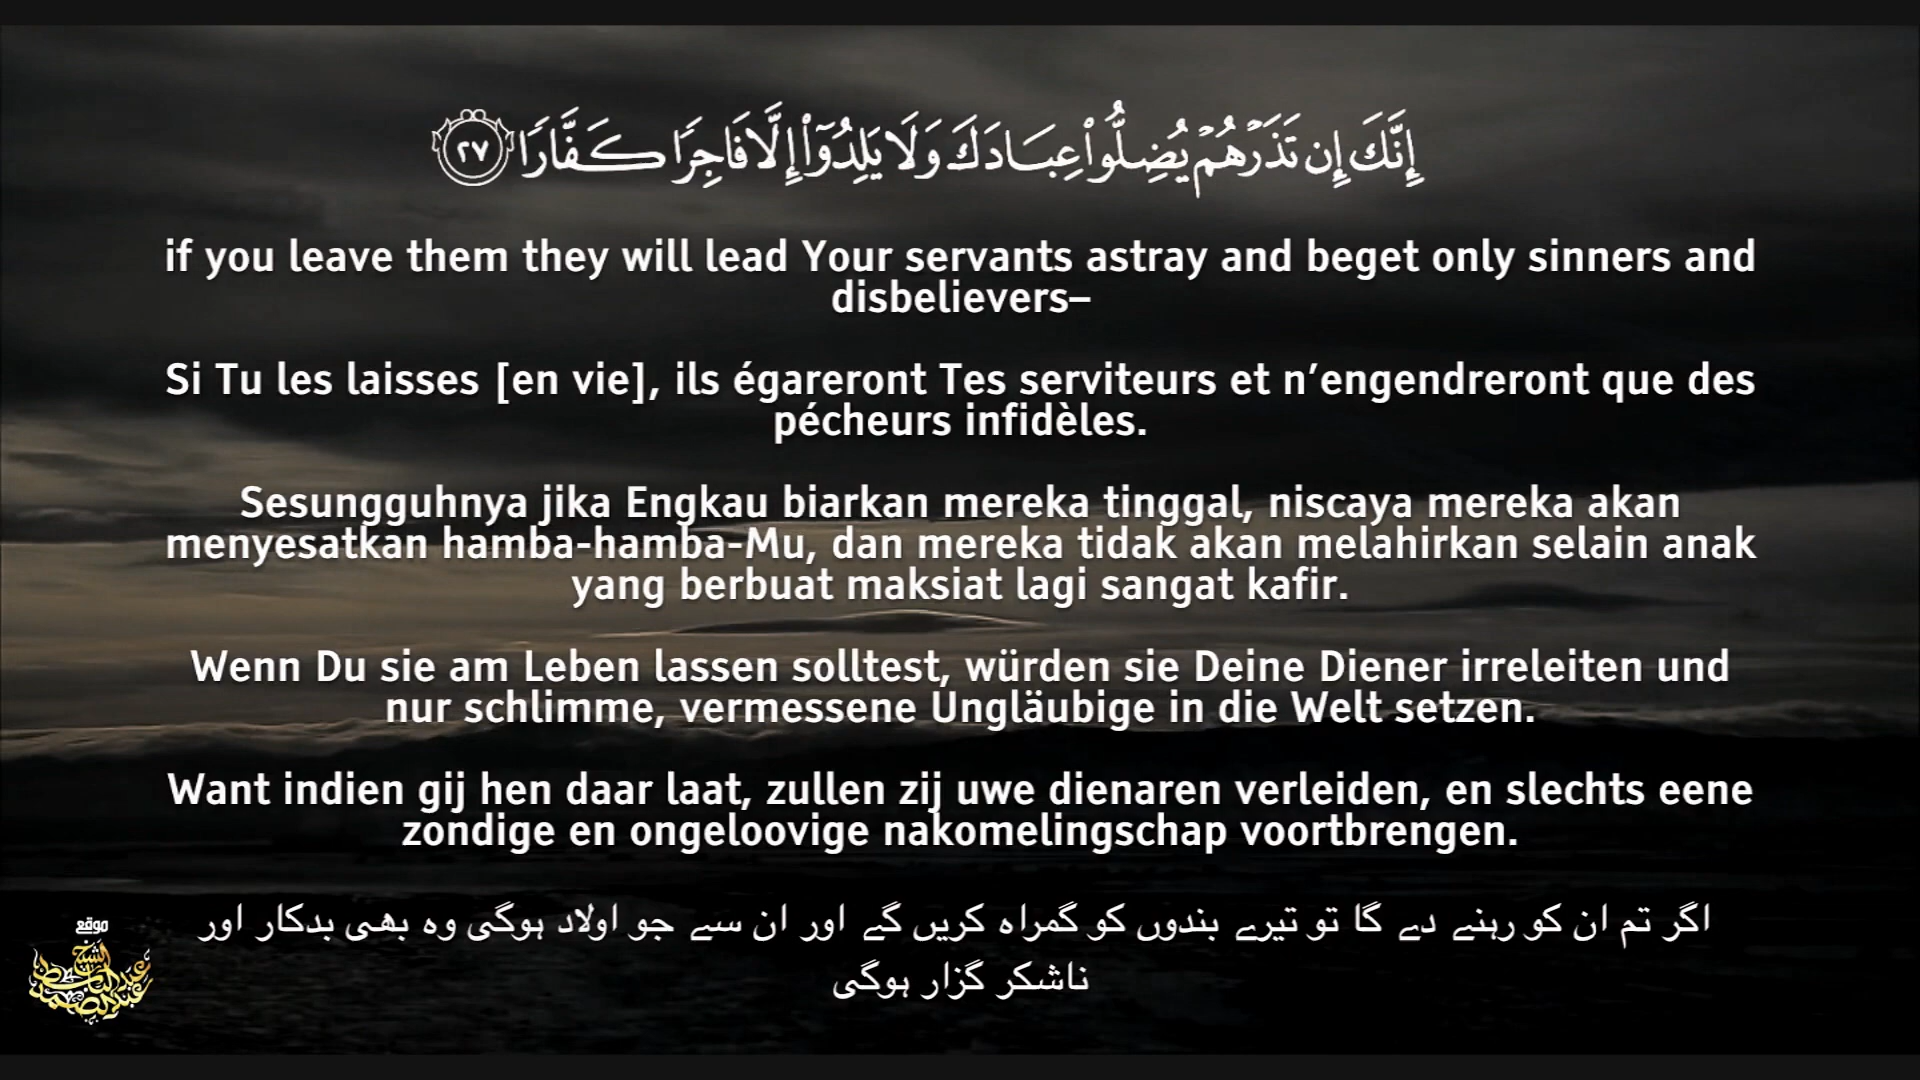 إِنَّكَ إِن تَذَرْهُمْ يُضِلُّوا۟ عِبَادَكَ وَلَا يَلِدُوٓا۟ إِلَّا فَاجِرًا كَفَّارًا ٢٧
if you leave them they will lead Your servants astray and beget only sinners and
disbelievers–
Si Tu les laisses [en vie], ils égareront Tes serviteurs et n’engendreront que des
pécheurs infidèles.
Sesungguhnya jika Engkau biarkan mereka tinggal, niscaya mereka akan
menyesatkan hamba-hamba-Mu, dan mereka tidak akan melahirkan selain anak
yang berbuat maksiat lagi sangat kafir.
Wenn Du sie am Leben lassen solltest, würden sie Deine Diener irreleiten und
nur schlimme, vermessene Ungläubige in die Welt setzen.
Want indien gij hen daar laat, zullen zij uwe dienaren verleiden, en slechts eene
zondige en ongeloovige nakomelingschap voortbrengen.
اگر تم ان کو رہنے دے گا تو تیرے بندوں کو گمراہ کریں گے اور ان سے جو اولاد ہوگی وہ بھی بدکار اور
ناشکر گزار ہوگی
موقع
الشيخ
عبد الباسط
عبد الصمد